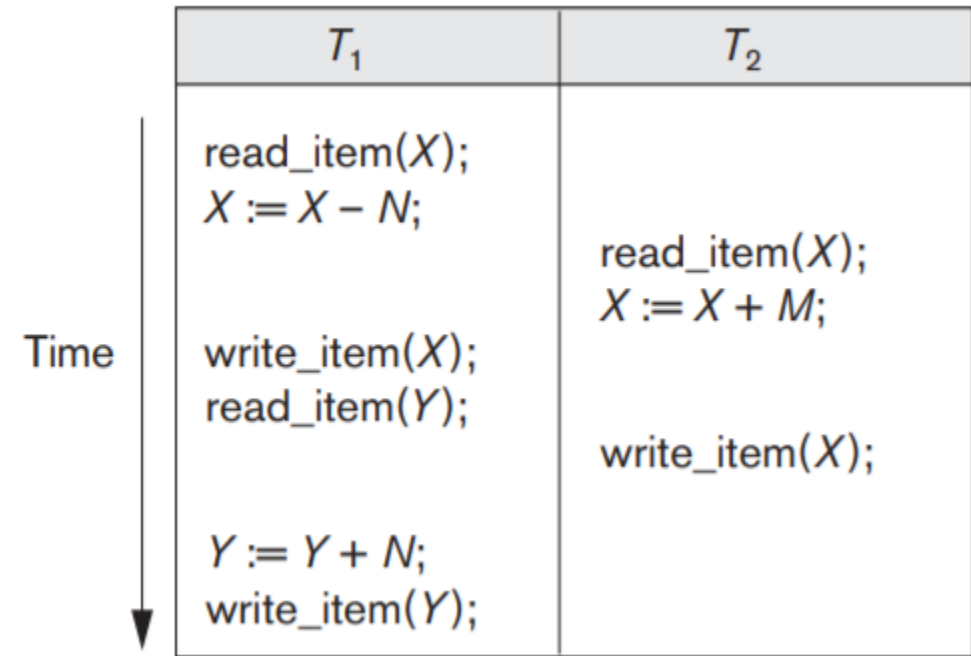 T₁ T₂
read_item(X);
X := X – N;
read_item(X);
X := X + M;
Time
write_item(X);
read_item(Y);
write_item(X);
Y := Y + N;
write_item(Y);